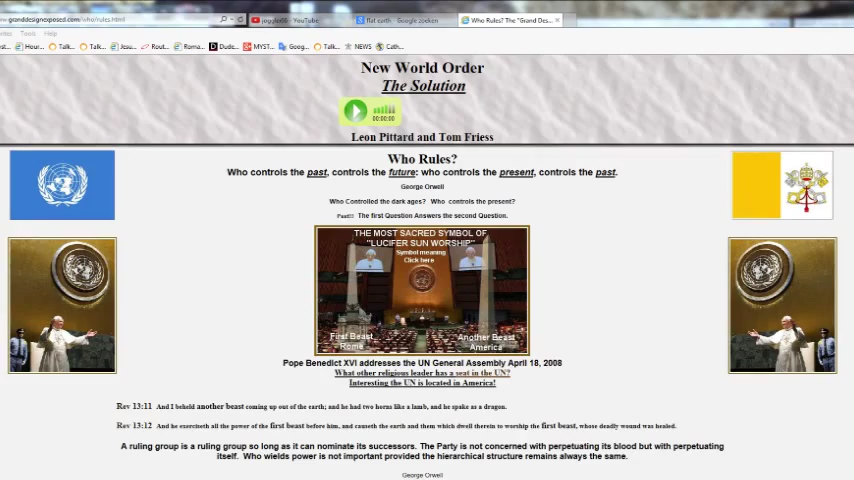 w.granddesignexposed.com/who/rules.html
joggler66 - YouTube
flat earth - Google zoeken
Who Rules? The "Grand Des...
Tools Help
Hour...
Talk...
Talk...
Jesu...
Rout...
Roma...
Dude...
MYST...
Goog...
Talk...
NEWS
Cath...
New World Order
The Solution
00:00:00
Leon Pittard and Tom Friess
Who Rules?
Who controls the past, controls the future: who controls the present, controls the past.
George Orwell
Who Controlled the dark ages? Who controls the present?
The first Question Answers the second Question.
THE MOST SACRED SYMBOL OF
"LUCIFER SUN WORSHIP"
Symbol meaning
Click here
First Beast
Rome
Another Beast
America
Pope Benedict XVI addresses the UN General Assembly April 18, 2008
What other religious leader has a seat in the UN?
Interesting the UN is located in America!
Rev 13:11 And I beheld another beast coming up out of the earth; and he had two horns like a lamb, and he spake as a dragon.
Rev 13:12 And he exerciseth all the power of the first beast before him, and causeth the earth and them which dwell therein to worship the first beast, whose deadly wound was healed.
A ruling group is a ruling group so long as it can nominate its successors. The Party is not concerned with perpetuating its blood but with perpetuating
itself. Who wields power is not important provided the hierarchical structure remains always the same.
George Orwell